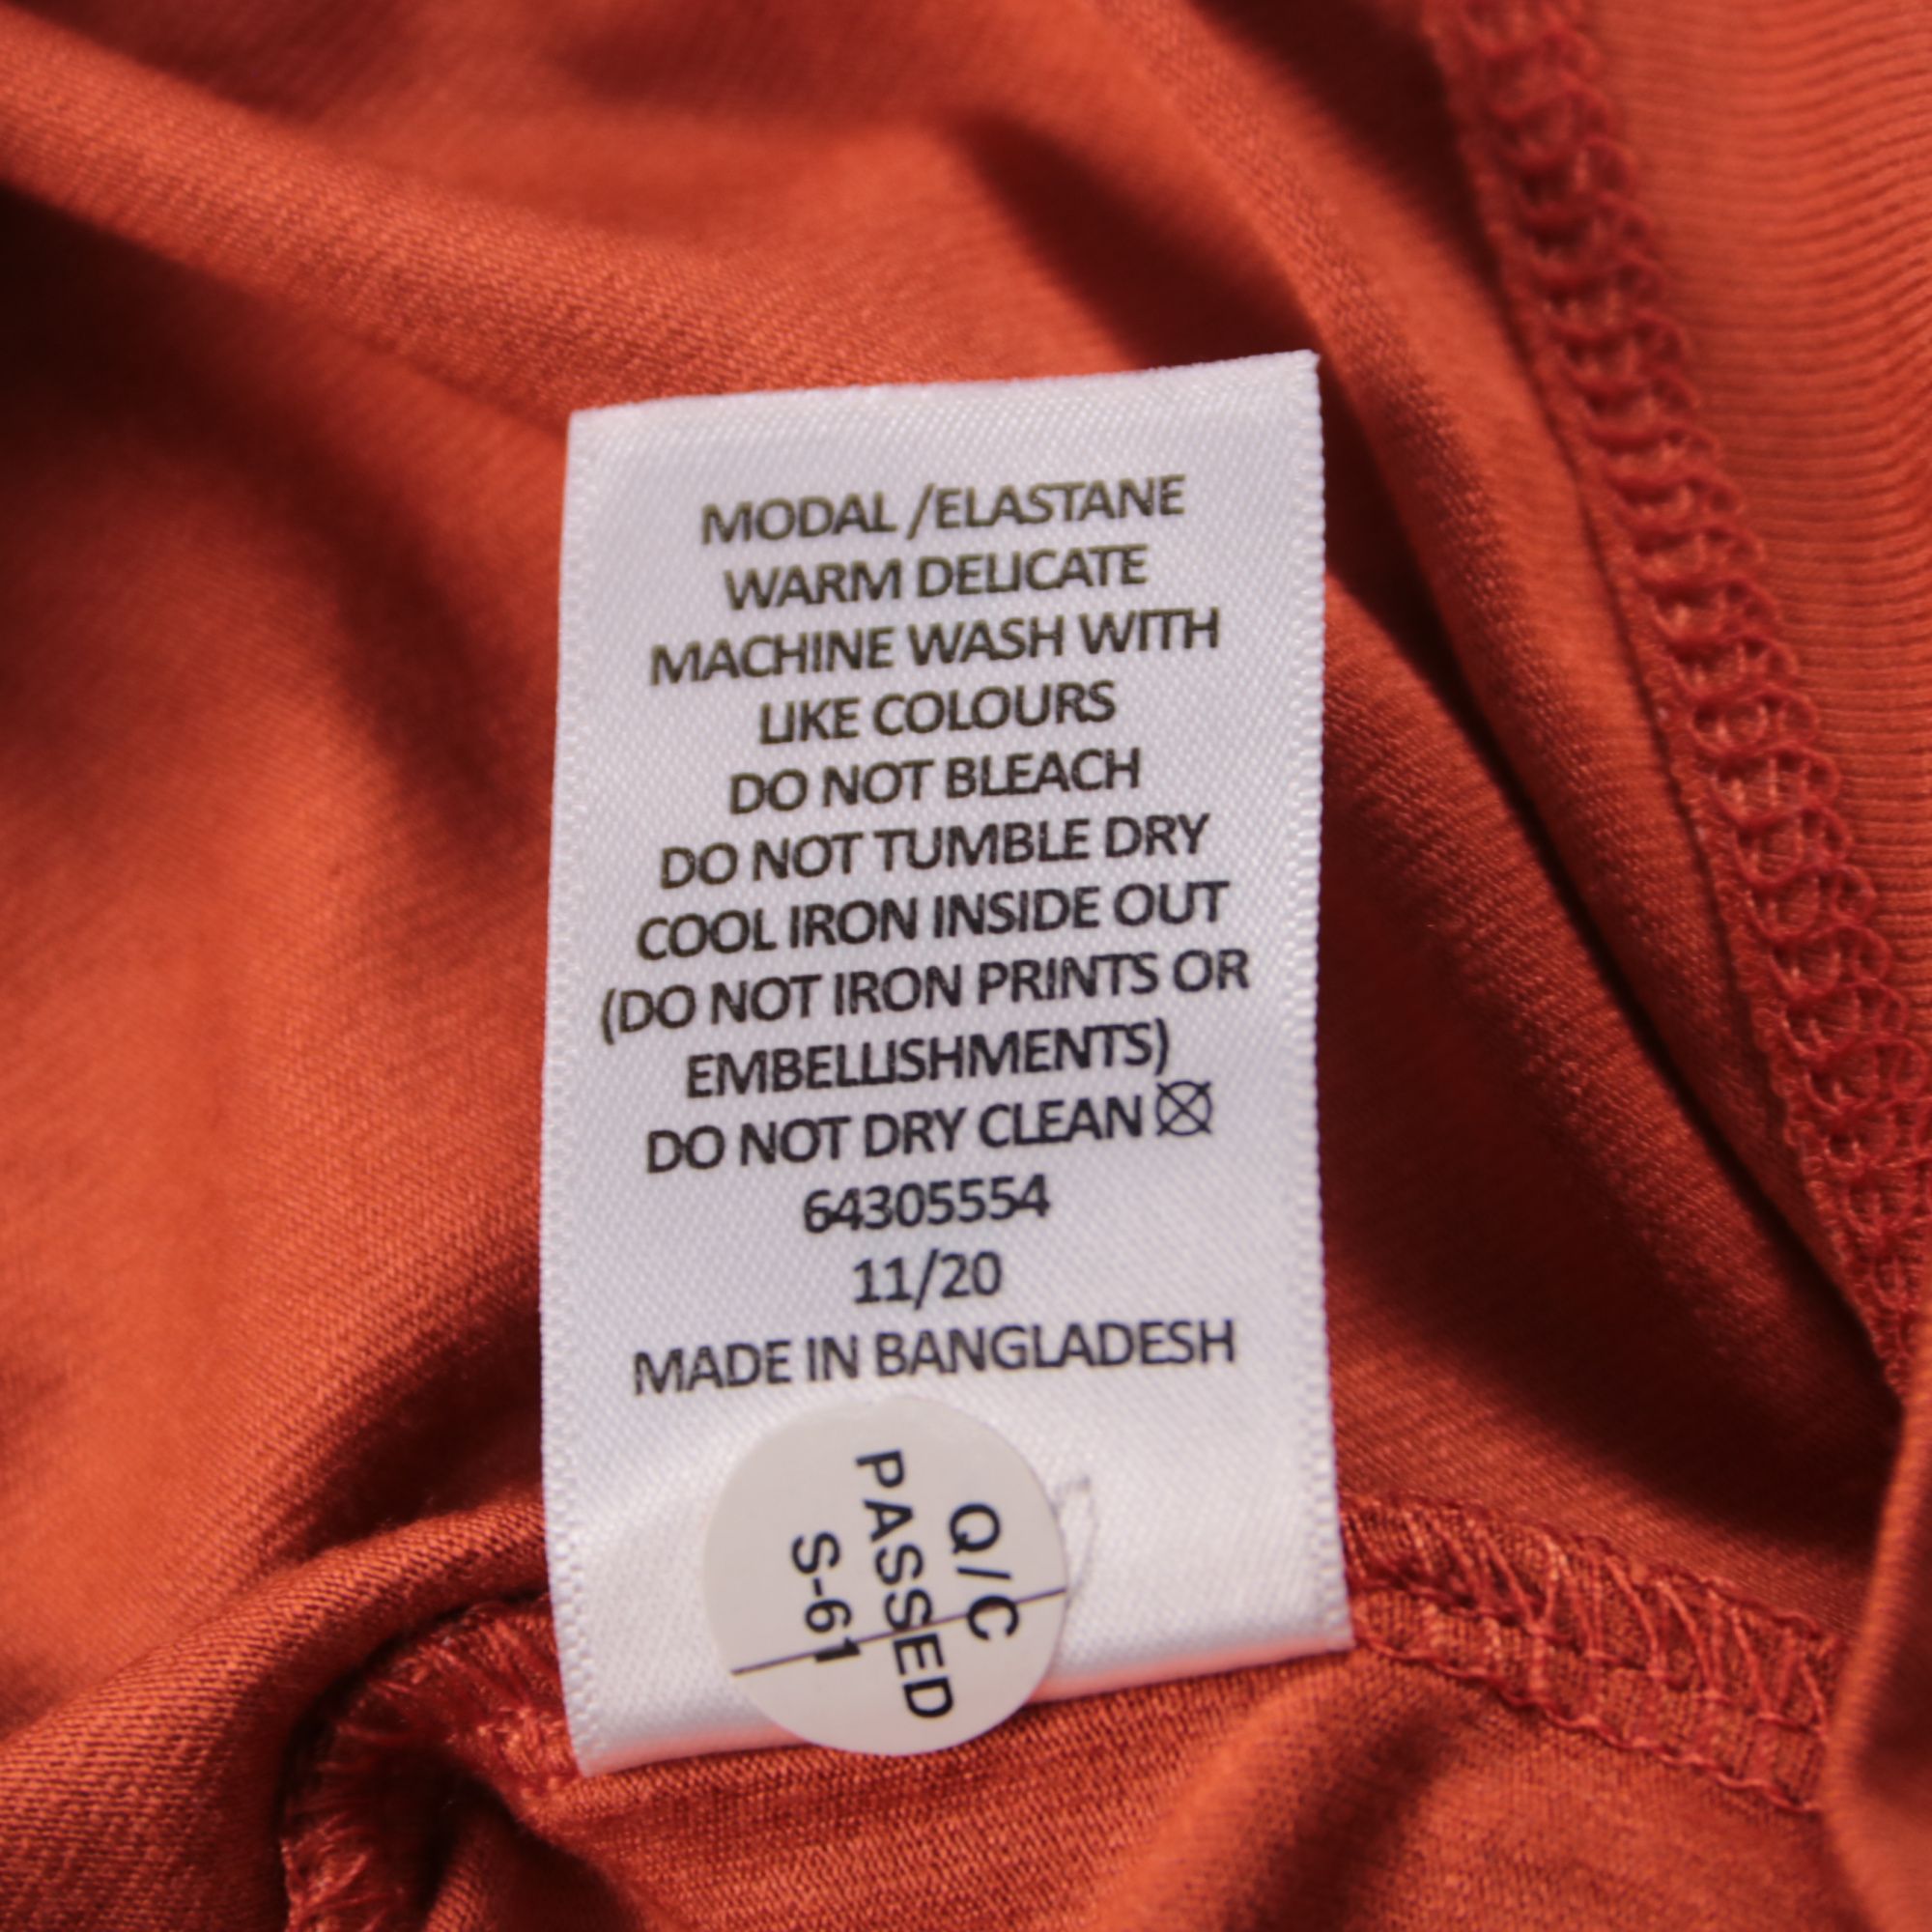 MODAL /ELASTANE
WARM DELICATE
MACHINE WASH WITH
LIKE COLOURS
DO NOT BLEACH
DO NOT TUMBLE DRY
COOL IRON INSIDE OUT
(DO NOT IRON PRINTS OR
EMBELLISHMENTS)
DO NOT DRY CLEAN
64305554
11/20
MADE IN BANGLADESH
Q/C
PASSED
S-61